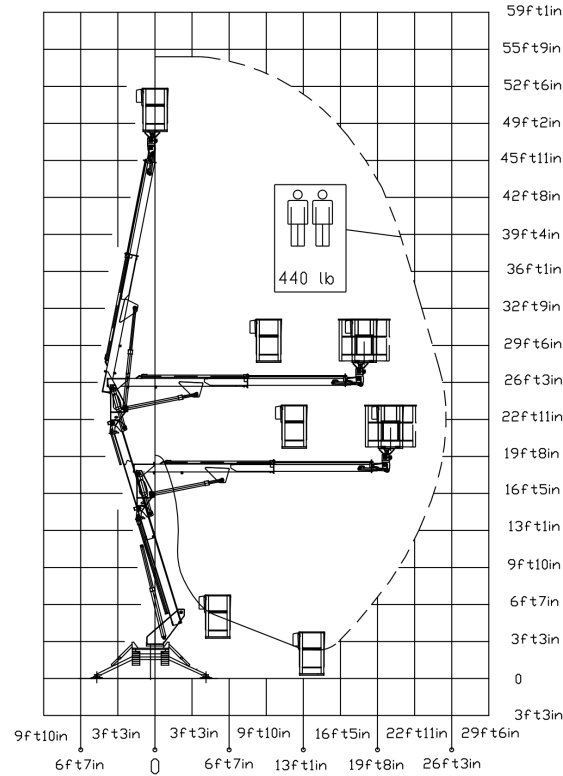 59ft1in
55ft9in
52ft6in
49ft2in
45ft11in
42ft8in
39ft4in
440 lb
36ft1in
32ft9in
29ft6in
26ft3in
22ft11in
19ft8in
16ft5in
13ft1in
9ft10in
6ft7in
3ft3in
0
3ft3in
9ft10in 3ft3in 3ft3in 9ft10in 16ft5in 22ft11in 29ft6in
6ft7in 0 6ft7in 13ft1in 19ft8in 26ft3in